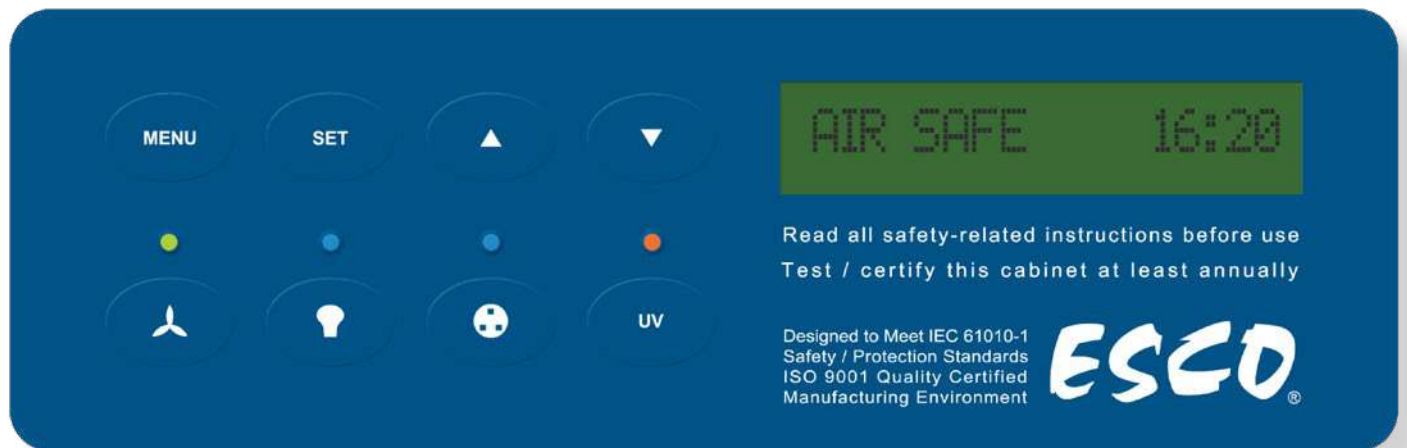 MENU SET ▲ ▼
AIR SAFE 16:20
UV
Read all safety-related instructions before use
Test / certify this cabinet at least annually
Designed to Meet IEC 61010-1
Safety / Protection Standards
ISO 9001 Quality Certified
Manufacturing Environment
ESCO®